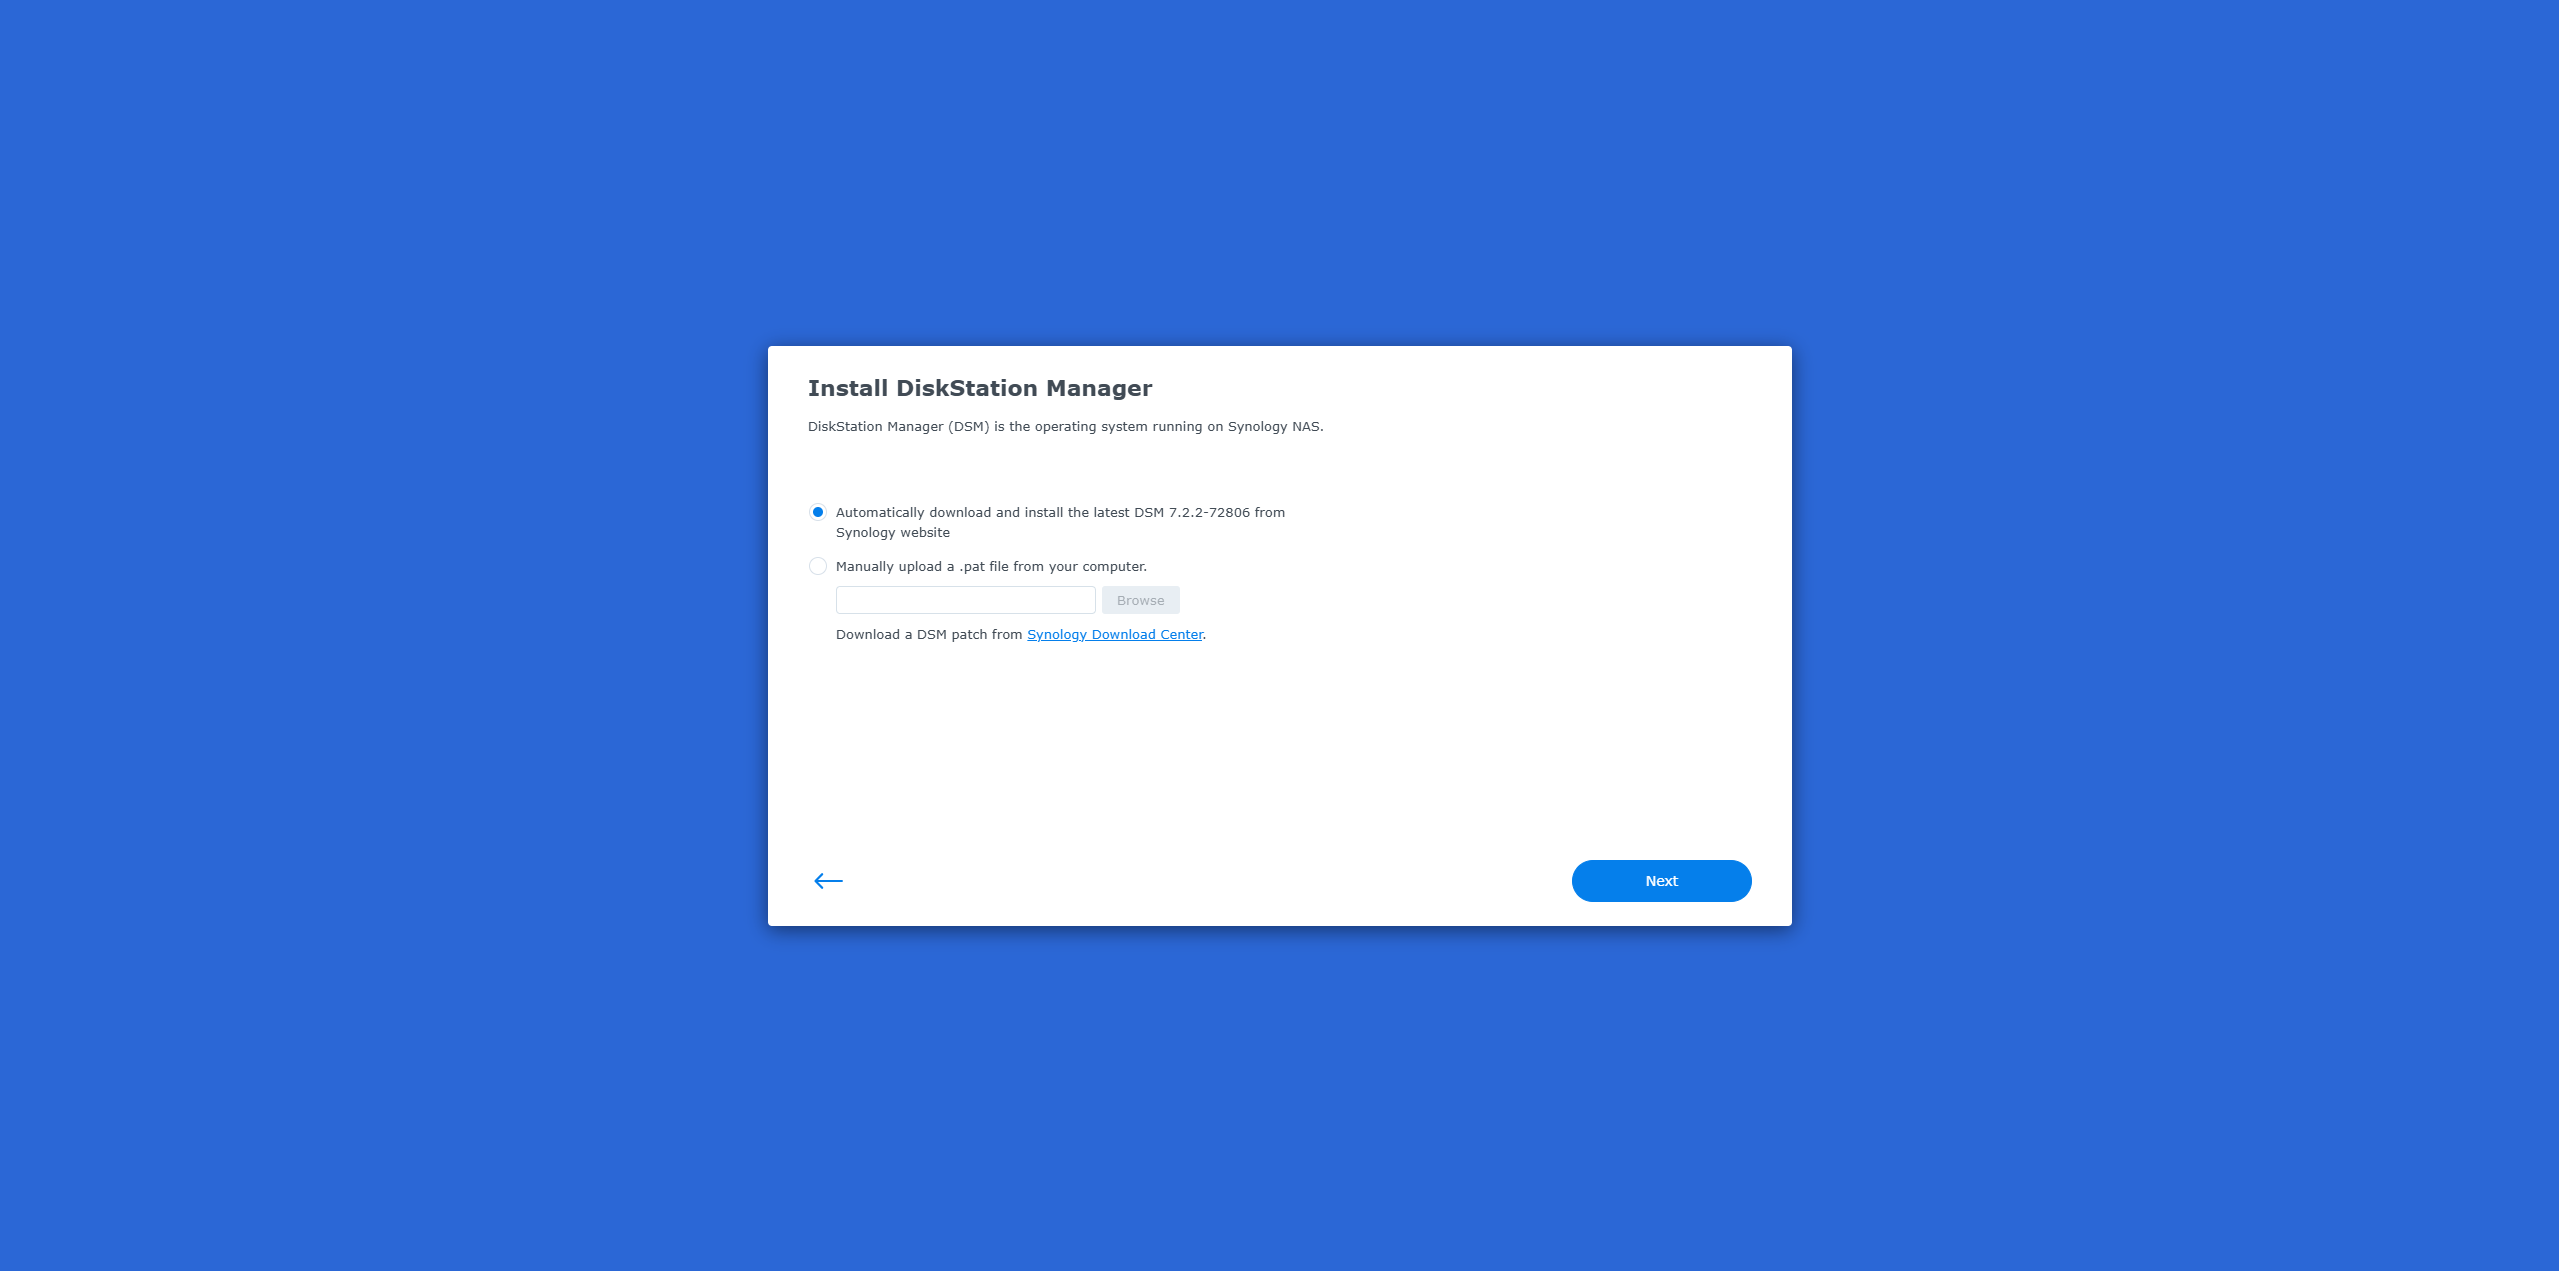 Install DiskStation Manager
DiskStation Manager (DSM) is the operating system running on Synology NAS.
Automatically download and install the latest DSM 7.2.2-72806 from
Synology website
Manually upload a .pat file from your computer.
Browse
Download a DSM patch from Synology Download Center.
Next